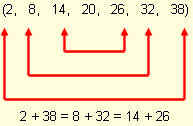 (2, 8, 14, 20, 26, 32, 38)
2 + 38 = 8 + 32 = 14 + 26